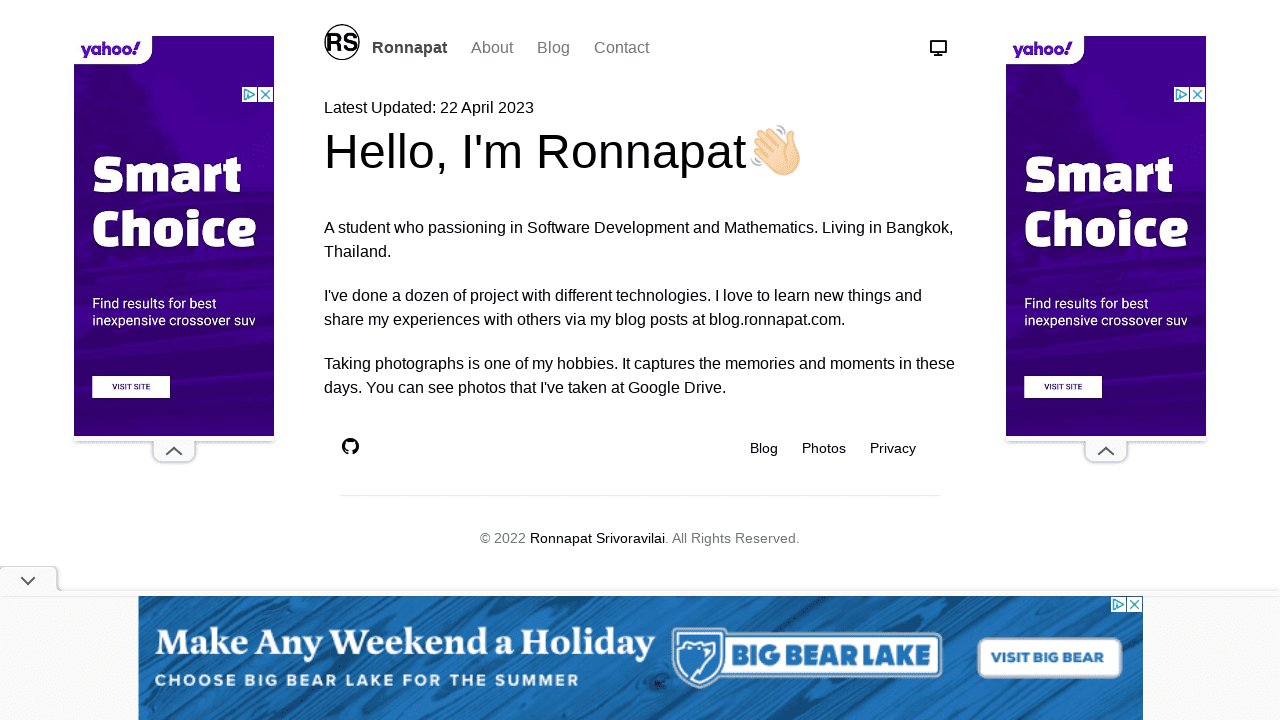 RS
Ronnapat
About
Blog
Contact
Latest Updated: 22 April 2023
Hello, I'm Ronnapat👋🏻
A student who passioning in Software Development and Mathematics. Living in Bangkok,
Thailand.
I've done a dozen of project with different technologies. I love to learn new things and
share my experiences with others via my blog posts at blog.ronnapat.com.
Taking photographs is one of my hobbies. It captures the memories and moments in these
days. You can see photos that I've taken at Google Drive.
Blog
Photos
Privacy
© 2022 Ronnapat Srivoravilai. All Rights Reserved.
yahoo!
Smart
Choice
Find results for best
inexpensive crossover suv
VISIT SITE
yahoo!
Smart
Choice
Find results for best
inexpensive crossover suv
VISIT SITE
Make Any Weekend a Holiday
CHOOSE BIG BEAR LAKE FOR THE SUMMER
BIG BEAR LAKE
VISIT BIG BEAR